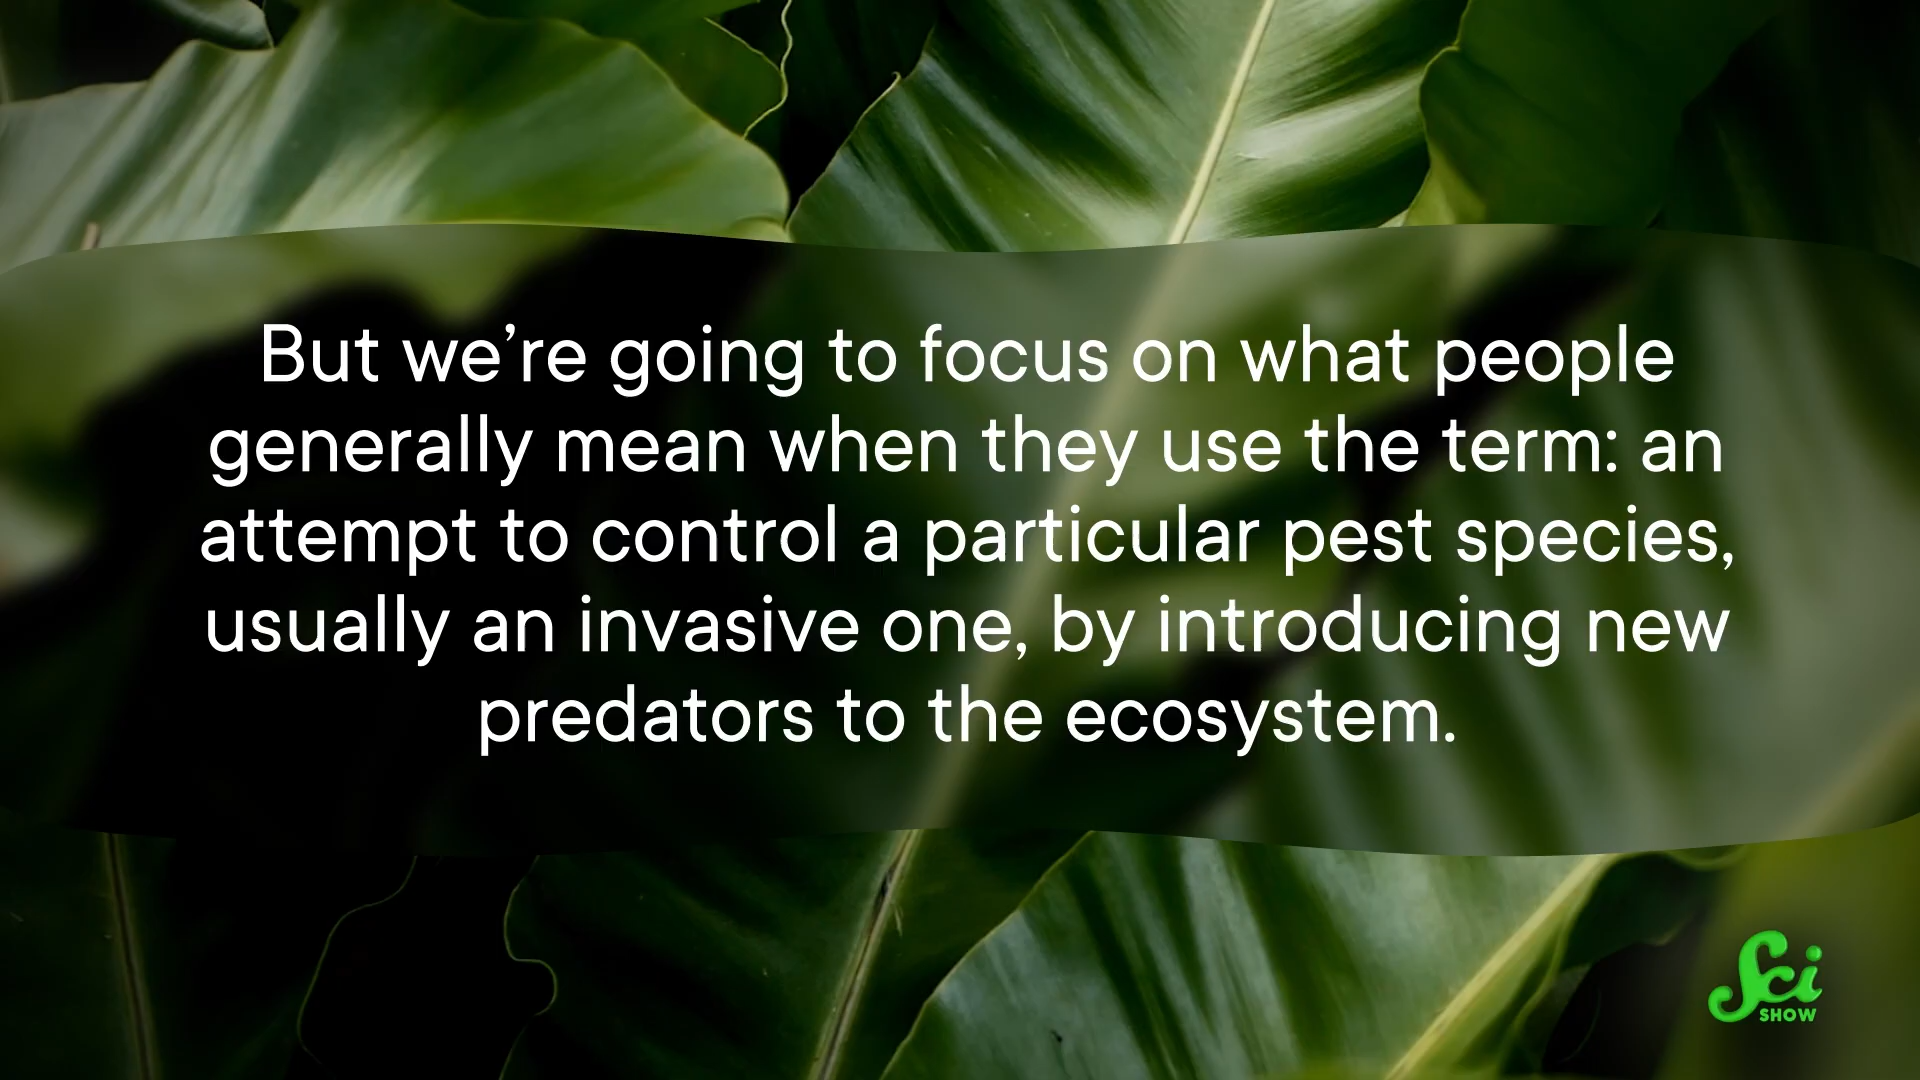 But we’re going to focus on what people
generally mean when they use the term: an
attempt to control a particular pest species,
usually an invasive one, by introducing new
predators to the ecosystem.
Sci
SHOW